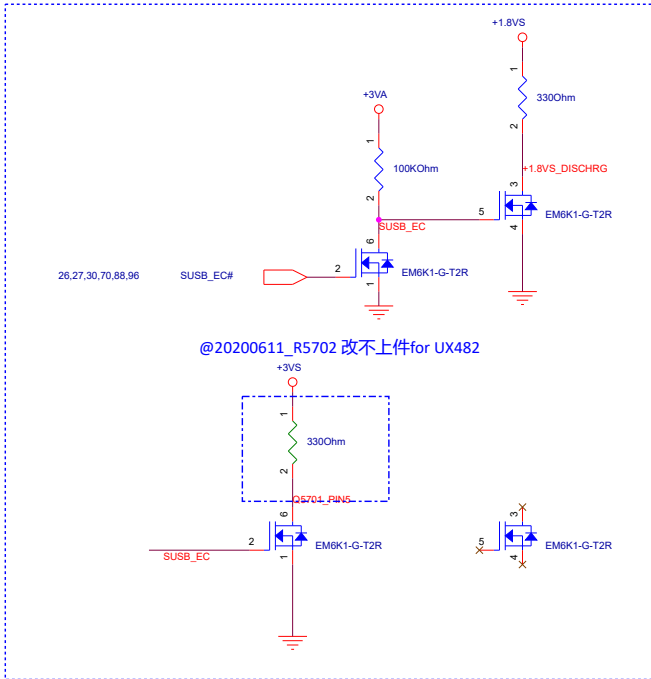 +1.8VS
1
330Ohm
2
+3VA
1
100KOhm
2
+1.8VS_DISCHRG
3
5
EM6K1-G-T2R
4
SUSB_EC
6
26,27,30,70,88,96
SUSB_EC#
2
EM6K1-G-T2R
1
@20200611_R5702 改不上件for UX482
+3VS
1
330Ohm
2
Q5701_PIN5
6
2
EM6K1-G-T2R
SUSB_EC
1
3
5
EM6K1-G-T2R
4